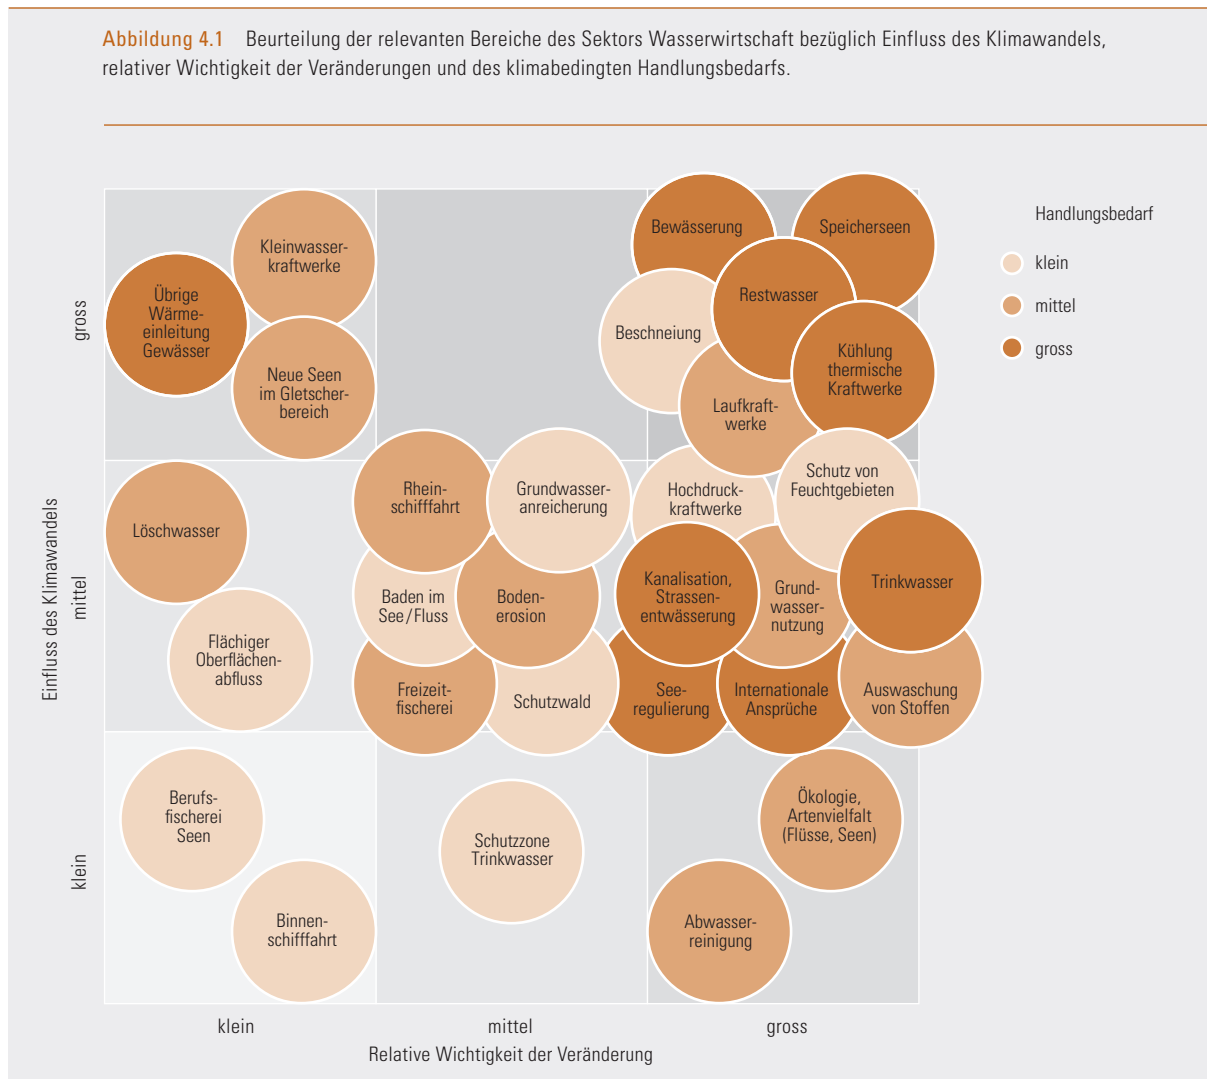 Abbildung 4.1 Beurteilung der relevanten Bereiche des Sektors Wasserwirtschaft bezüglich Einfluss des Klimawandels,
relativer Wichtigkeit der Veränderungen und des klimabedingten Handlungsbedarfs.
Handlungsbedarf
klein
mittel
gross
Einfluss des Klimawandels
gross
mittel
klein
Übrige
Wärme-
einleitung
Gewässer
Kleinwasser-
kraftwerke
Neue Seen
im Gletscher-
bereich
Bewässerung
Speicherseen
Restwasser
Beschneiung
Kühlung
thermische
Kraftwerke
Laufkraft-
werke
Löschwasser
Flächiger
Oberflächen-
abfluss
Rhein-
schifffahrt
Grundwasser-
anreicherung
Baden im
See/Fluss
Boden-
erosion
Freizeit-
fischerei
Schutzwald
Hochdruck-
kraftwerke
Schutz von
Feuchtgebieten
Kanalisation,
Strassen-
entwässerung
Grund-
wasser-
nutzung
Trinkwasser
See-
regulierung
Internationale
Ansprüche
Auswaschung
von Stoffen
Berufs-
fischerei
Seen
Binnen-
schifffahrt
Schutzzone
Trinkwasser
Ökologie,
Artenvielfalt
(Flüsse, Seen)
Abwasser-
reinigung
klein
mittel
gross
Relative Wichtigkeit der Veränderung